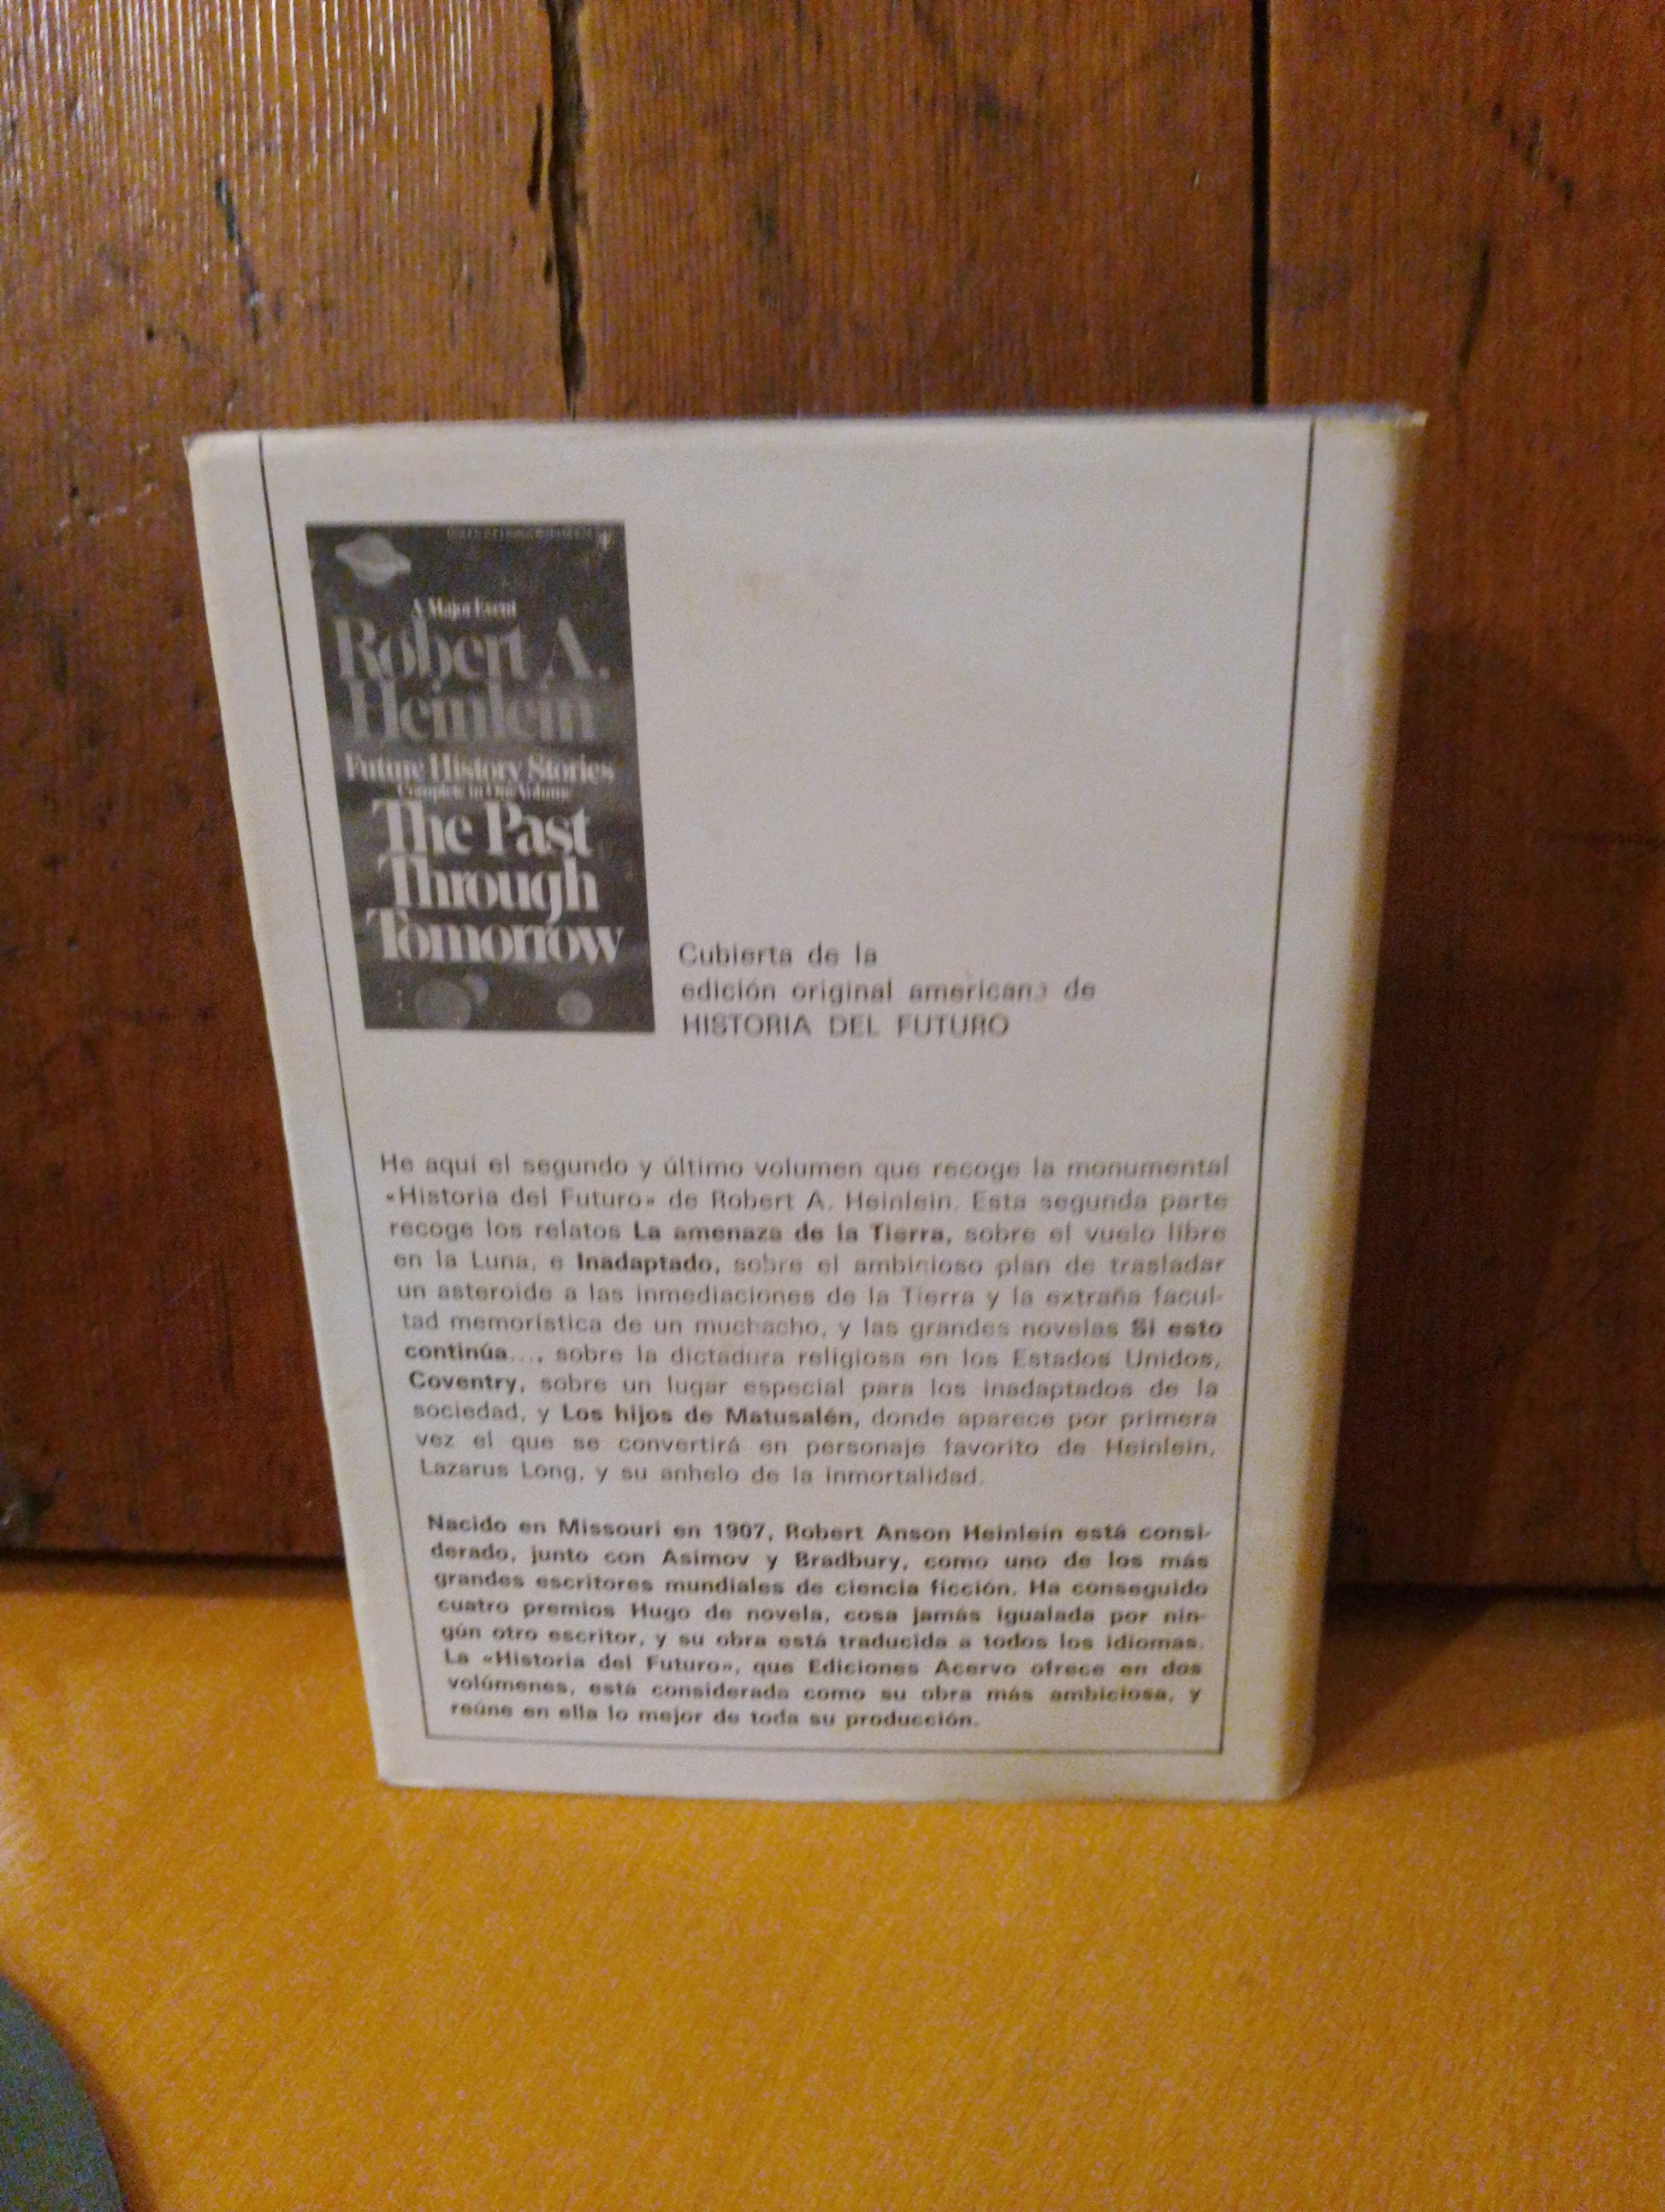 A Major Event
Robert A.
Heinlein
Future History Stories
Complete in One Volume
The Past
Through
Tomorrow
Cubierta de la
edición original americana de
HISTORIA DEL FUTURO
He aquí el segundo y último volumen que recoge la monumental
«Historia del Futuro» de Robert A. Heinlein. Esta segunda parte
recoge los relatos La amenaza de la Tierra, sobre el vuelo libre
en la Luna, e Inadaptado, sobre el ambicioso plan de trasladar
un asteroide a las inmediaciones de la Tierra y la extraña facul-
tad memorística de un muchacho, y las grandes novelas Si esto
continúa..., sobre la dictadura religiosa en los Estados Unidos,
Coventry, sobre un lugar especial para los inadaptados de la
sociedad, y Los hijos de Matusalén, donde aparece por primera
vez el que se convertirá en personaje favorito de Heinlein,
Lazarus Long, y su anhelo de la inmortalidad.
Nacido en Missouri en 1907, Robert Anson Heinlein está consi-
derado, junto con Asimov y Bradbury, como uno de los más
grandes escritores mundiales de ciencia ficción. Ha conseguido
cuatro premios Hugo de novela, cosa jamás igualada por nin-
gún otro escritor, y su obra está traducida a todos los idiomas.
La «Historia del Futuro», que Ediciones Acervo ofrece en dos
volúmenes, está considerada como su obra más ambiciosa, y
reúne en ella lo mejor de toda su producción.